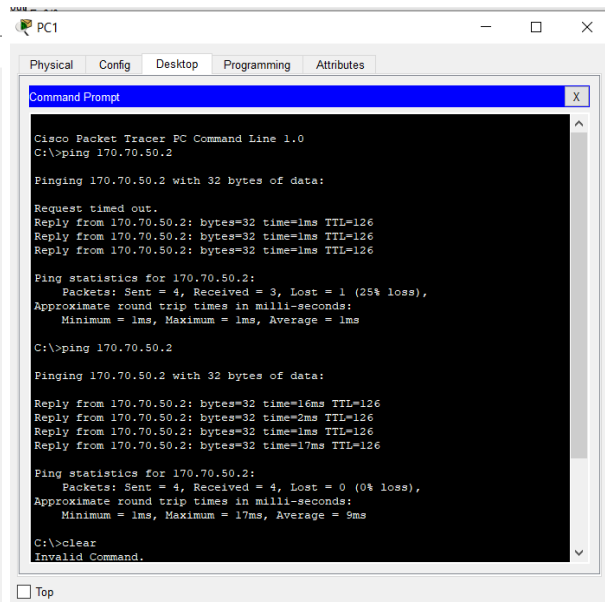 PC1
Physical Config Desktop Programming Attributes
Command Prompt X
Cisco Packet Tracer PC Command Line 1.0
C:\>ping 170.70.50.2
Pinging 170.70.50.2 with 32 bytes of data:
Request timed out.
Reply from 170.70.50.2: bytes=32 time=1ms TTL=126
Reply from 170.70.50.2: bytes=32 time=1ms TTL=126
Reply from 170.70.50.2: bytes=32 time=1ms TTL=126
Ping statistics for 170.70.50.2:
Packets: Sent = 4, Received = 3, Lost = 1 (25% loss),
Approximate round trip times in milli-seconds:
Minimum = 1ms, Maximum = 1ms, Average = 1ms
C:\>ping 170.70.50.2
Pinging 170.70.50.2 with 32 bytes of data:
Reply from 170.70.50.2: bytes=32 time=16ms TTL=126
Reply from 170.70.50.2: bytes=32 time=2ms TTL=126
Reply from 170.70.50.2: bytes=32 time=1ms TTL=126
Reply from 170.70.50.2: bytes=32 time=17ms TTL=126
Ping statistics for 170.70.50.2:
Packets: Sent = 4, Received = 4, Lost = 0 (0% loss),
Approximate round trip times in milli-seconds:
Minimum = 1ms, Maximum = 17ms, Average = 9ms
C:\>clear
Invalid Command.
Top